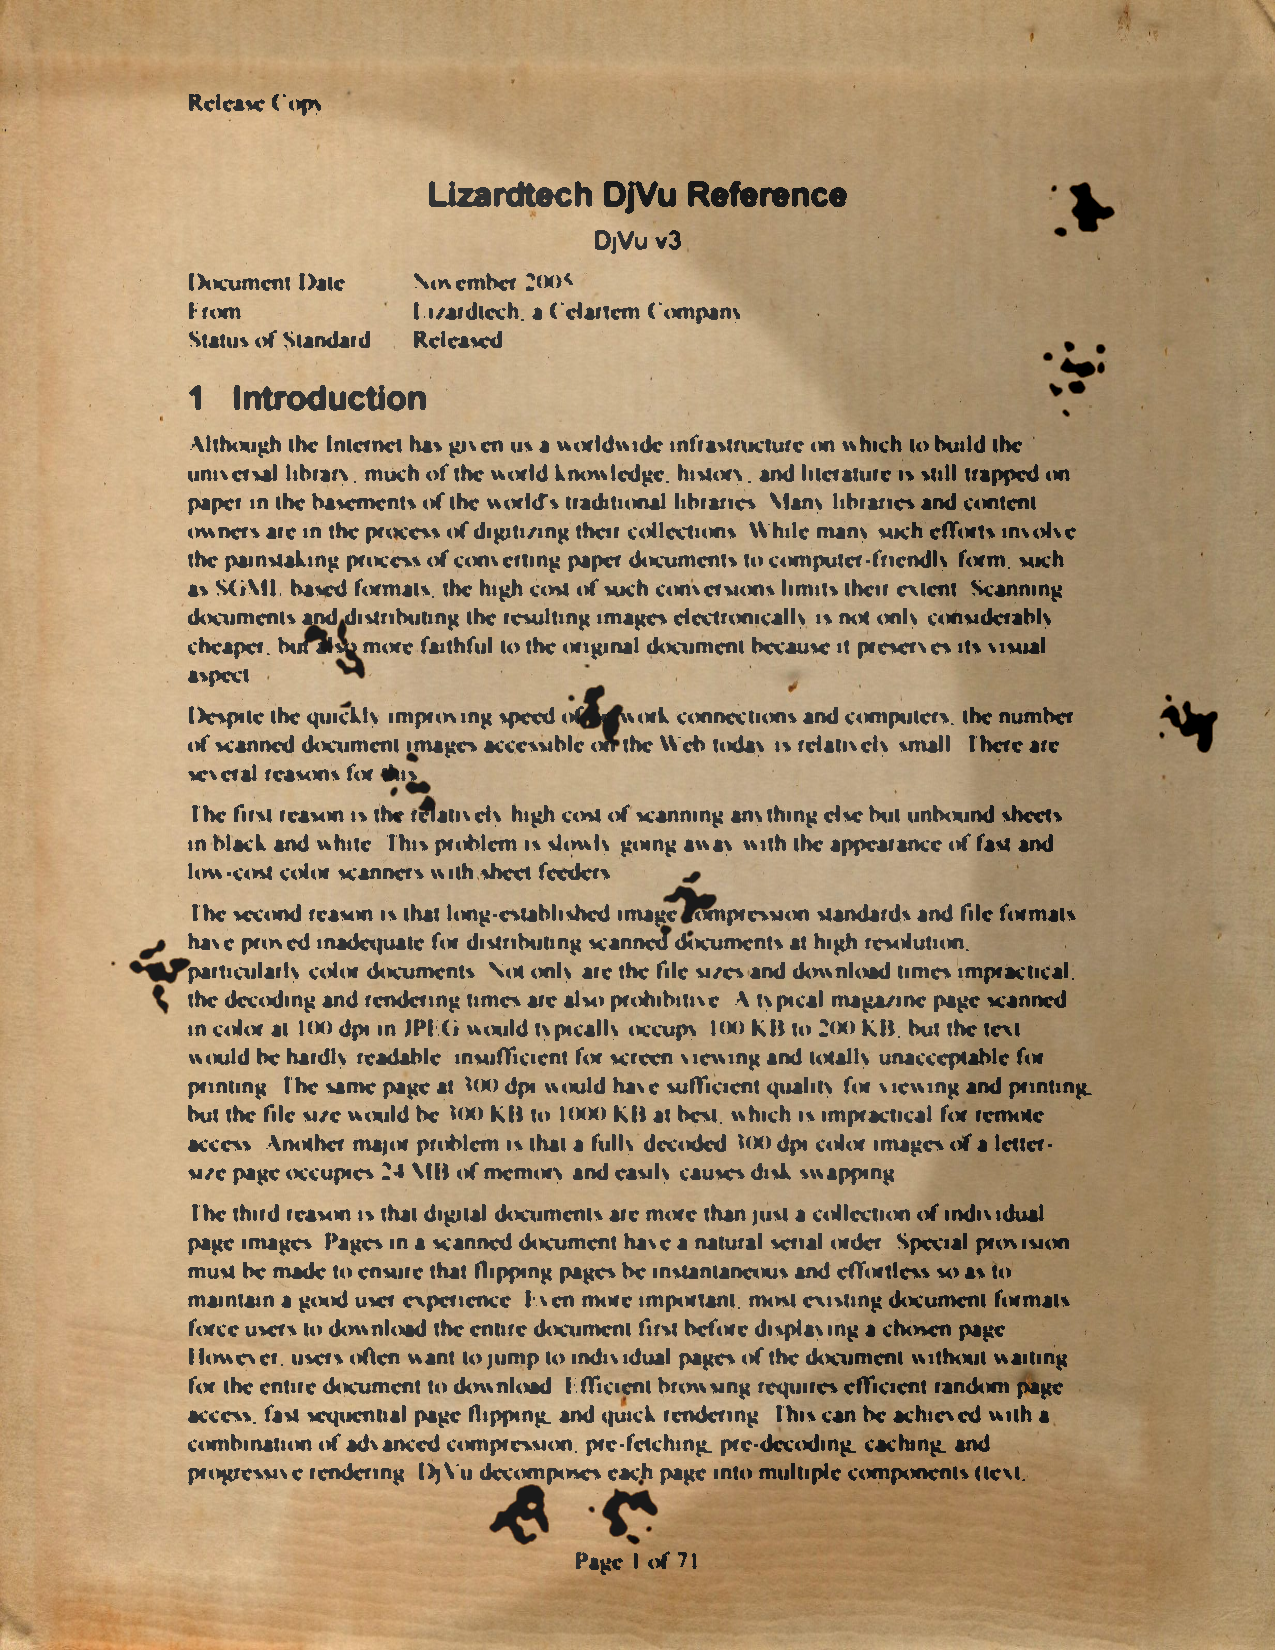 Release Copy
Lizardtech DjVu Reference
DjVu v3
Document Date November 2005
From Lizardtech, a Celartem Company
Status of Standard Released
1 Introduction
Although the Internet has given us a worldwide infrastructure on which to build the
universal library, much of the world knowledge, history, and literature is still trapped on
paper in the basements of the world's traditional libraries. Many libraries and content
owners are in the process of digitizing their collections. While many such efforts involve
the painstaking process of converting paper documents to computer-friendly form, such
as SGML based formats, the high cost of such conversions limits their extent. Scanning
documents and distributing the resulting images electronically is not only considerably
cheaper, but also more faithful to the original document because it preserves its visual
aspect.
Despite the quickly improving speed of network connections and computers, the number
of scanned document images accessible on the Web today is relatively small. There are
several reasons for this.
The first reason is the relatively high cost of scanning anything else but unbound sheets
in black and white. This problem is slowly going away with the appearance of fast and
low-cost color scanners with sheet feeders.
The second reason is that long-established image compression standards and file formats
have proved inadequate for distributing scanned documents at high resolution,
particularly color documents. Not only are the file sizes and download times impractical,
the decoding and rendering times are also prohibitive. A typical magazine page scanned
in color at 100 dpi in JPEG would typically occupy 100 KB to 200 KB, but the text
would be hardly readable: insufficient for screen viewing and totally unacceptable for
printing. The same page at 300 dpi would have sufficient quality for viewing and printing,
but the file size would be 300 KB to 1000 KB at best, which is impractical for remote
access. Another major problem is that a fully decoded 300 dpi color images of a letter-
size page occupies 24 MB of memory and easily causes disk swapping.
The third reason is that digital documents are more than just a collection of individual
page images. Pages in a scanned document have a natural serial order. Special provision
must be made to ensure that flipping pages be instantaneous and effortless so as to
maintain a good user experience. Even more important, most existing document formats
force users to download the entire document first before displaying a chosen page.
However, users often want to jump to individual pages of the document without waiting
for the entire document to download. Efficient browsing requires efficient random page
access, fast sequential page flipping, and quick rendering. This can be achieved with a
combination of advanced compression, pre-fetching, pre-decoding, caching, and
progressive rendering. DjVu decomposes each page into multiple components (text,
Page 1 of 71